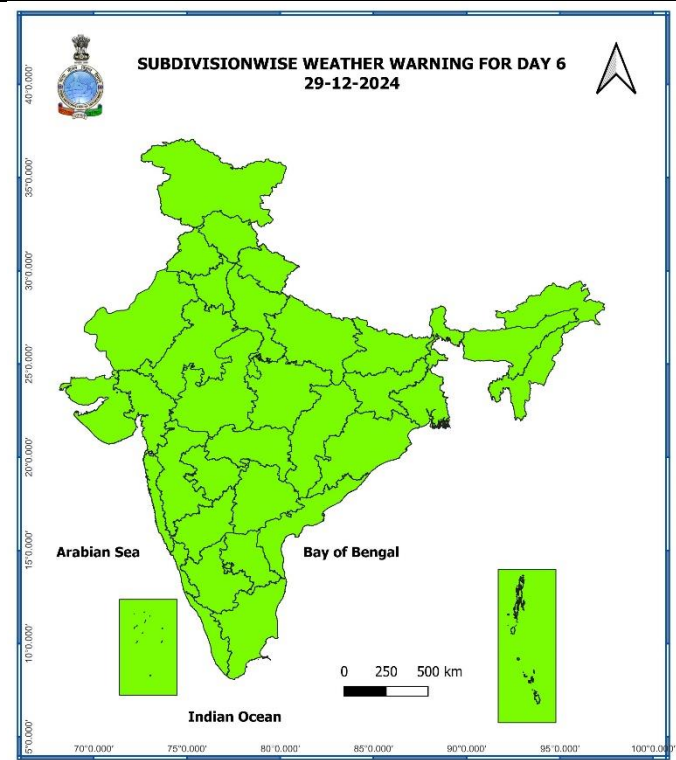 SUBDIVISIONWISE WEATHER WARNING FOR DAY 6
29-12-2024
40°0.000'
35°0.000'
30°0.000'
25°0.000'
20°0.000'
15°0.000'
10°0.000'
5°0.000'
Arabian Sea
Bay of Bengal
0 250 500 km
Indian Ocean
70°0.000' 75°0.000' 80°0.000' 85°0.000' 90°0.000' 95°0.000' 100°0.000'